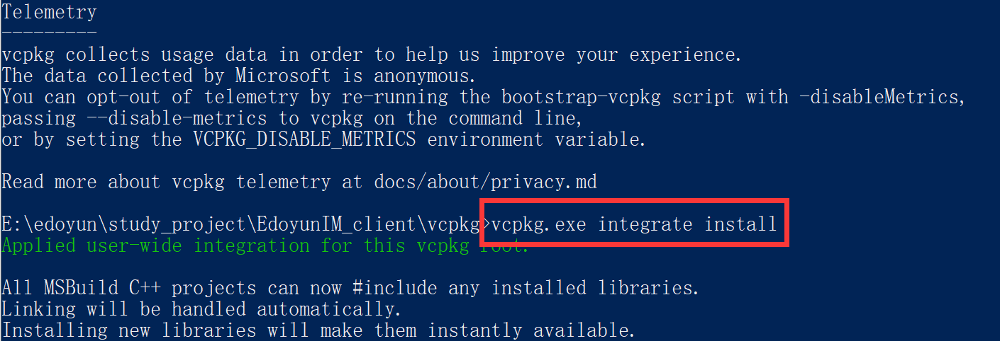 Telemetry
---------
vcpkg collects usage data in order to help us improve your experience.
The data collected by Microsoft is anonymous.
You can opt-out of telemetry by re-running the bootstrap-vcpkg script with -disableMetrics,
passing --disable-metrics to vcpkg on the command line,
or by setting the VCPKG_DISABLE_METRICS environment variable.
Read more about vcpkg telemetry at docs/about/privacy.md
E:\edoyun\study_project\EdoyunIM_client\vcpkg>vcpkg.exe integrate install
Applied user-wide integration for this vcpkg root.
All MSBuild C++ projects can now #include any installed libraries.
Linking will be handled automatically.
Installing new libraries will make them instantly available.